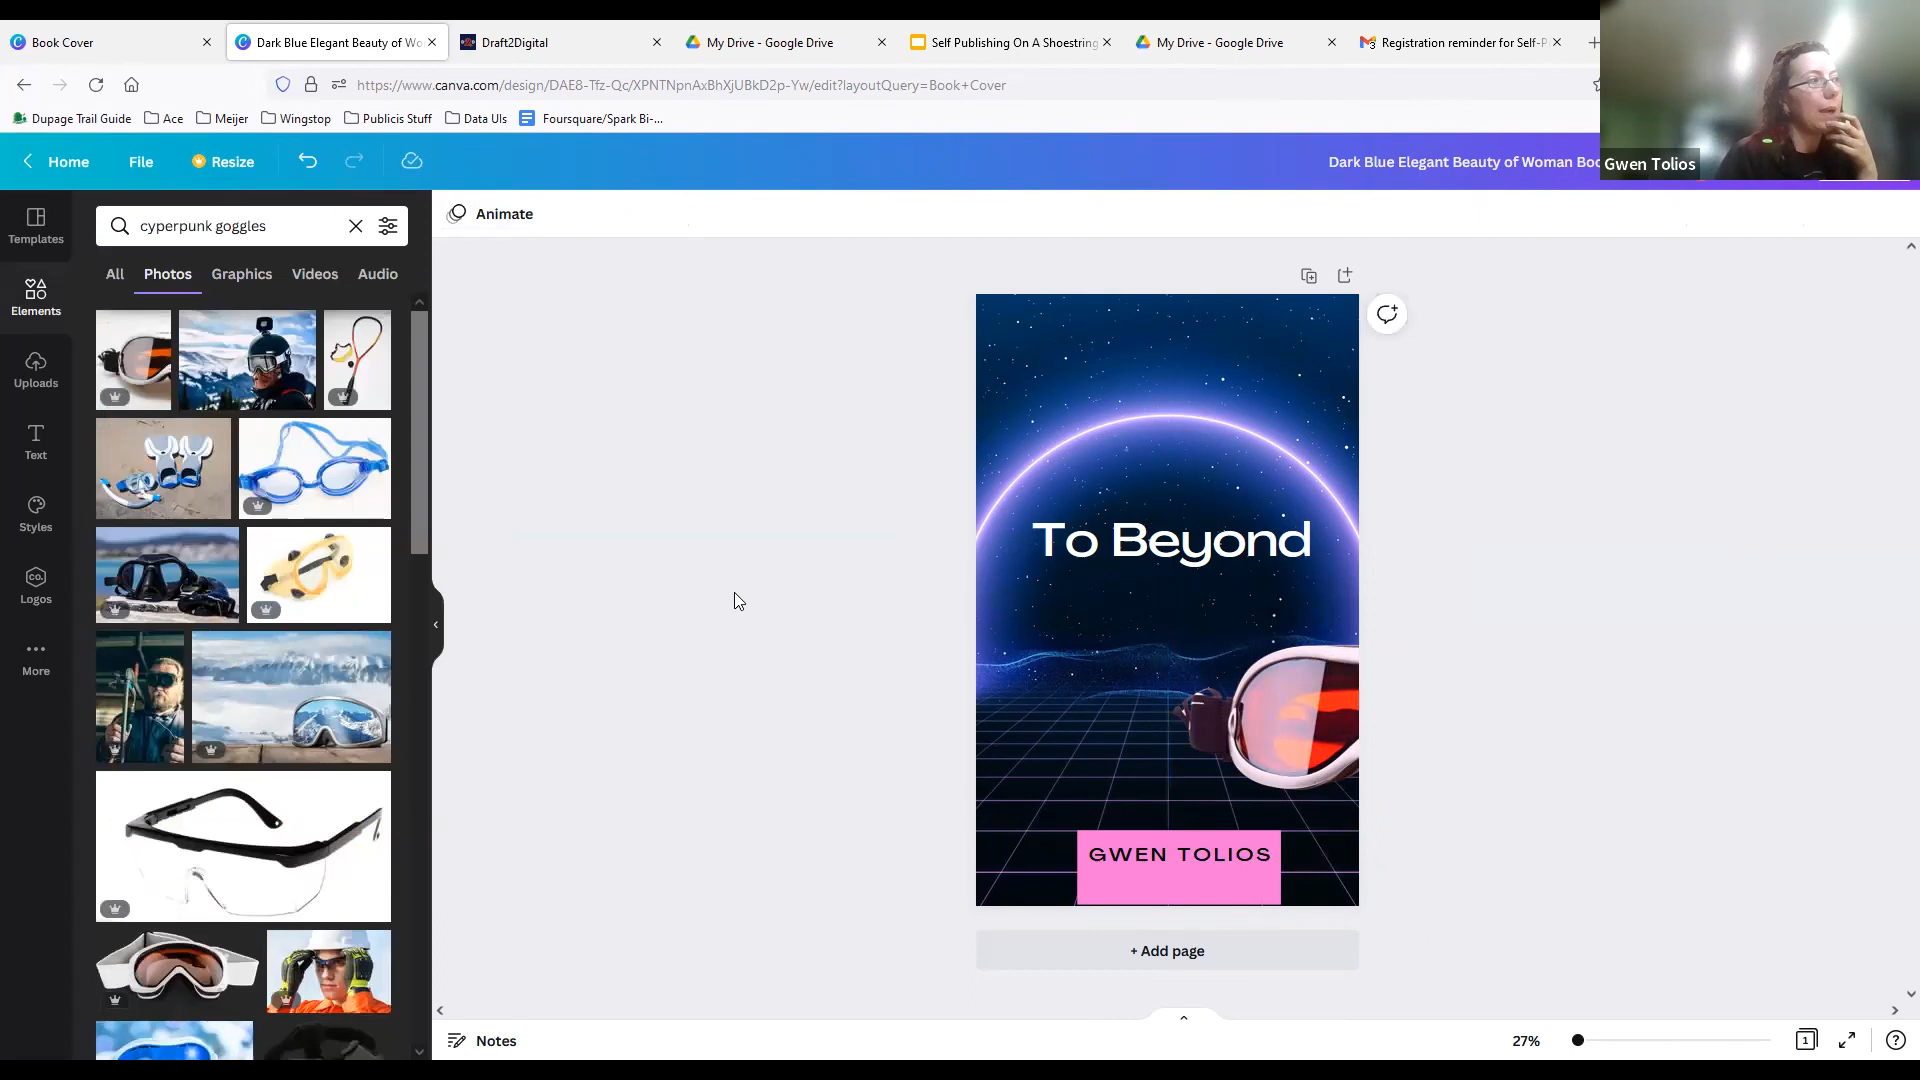 Book Cover
Dark Blue Elegant Beauty of Wo
Draft2Digital
My Drive - Google Drive
Self Publishing On A Shoestring
My Drive - Google Drive
Registration reminder for Self-P
https://www.canva.com/design/DAE8-Tfz-Qc/XPNTNpnAxBhXjUBkD2p-Yw/edit?layoutQuery=Book+Cover
Dupage Trail Guide
Ace
Meijer
Wingstop
Publicis Stuff
Data UIs
Foursquare/Spark Bi-...
Gwen Tolios
Home
File
Resize
Dark Blue Elegant Beauty of Woman Boo
Templates
Elements
Uploads
Text
Styles
CO.
Logos
More
cyperpunk goggles
All
Photos
Graphics
Videos
Audio
Animate
To Beyond
GWEN TOLIOS
+ Add page
Notes
27%
1
?